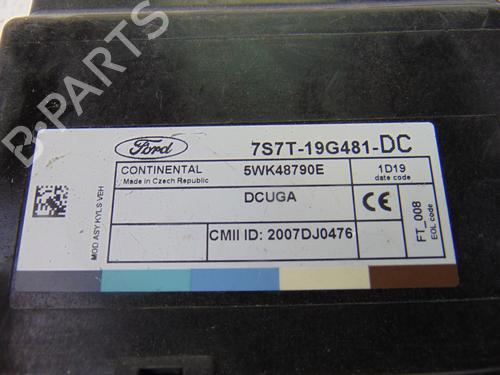 B-PARTS
Ford
7S7T-19G481-DC
CONTINENTAL
Made in Czech Republic
5WK48790E
1D19
date code
DCUGA
CE
CMII ID: 2007DJ0476
FT_008
EOL code
MOD ASY KYLS VEH